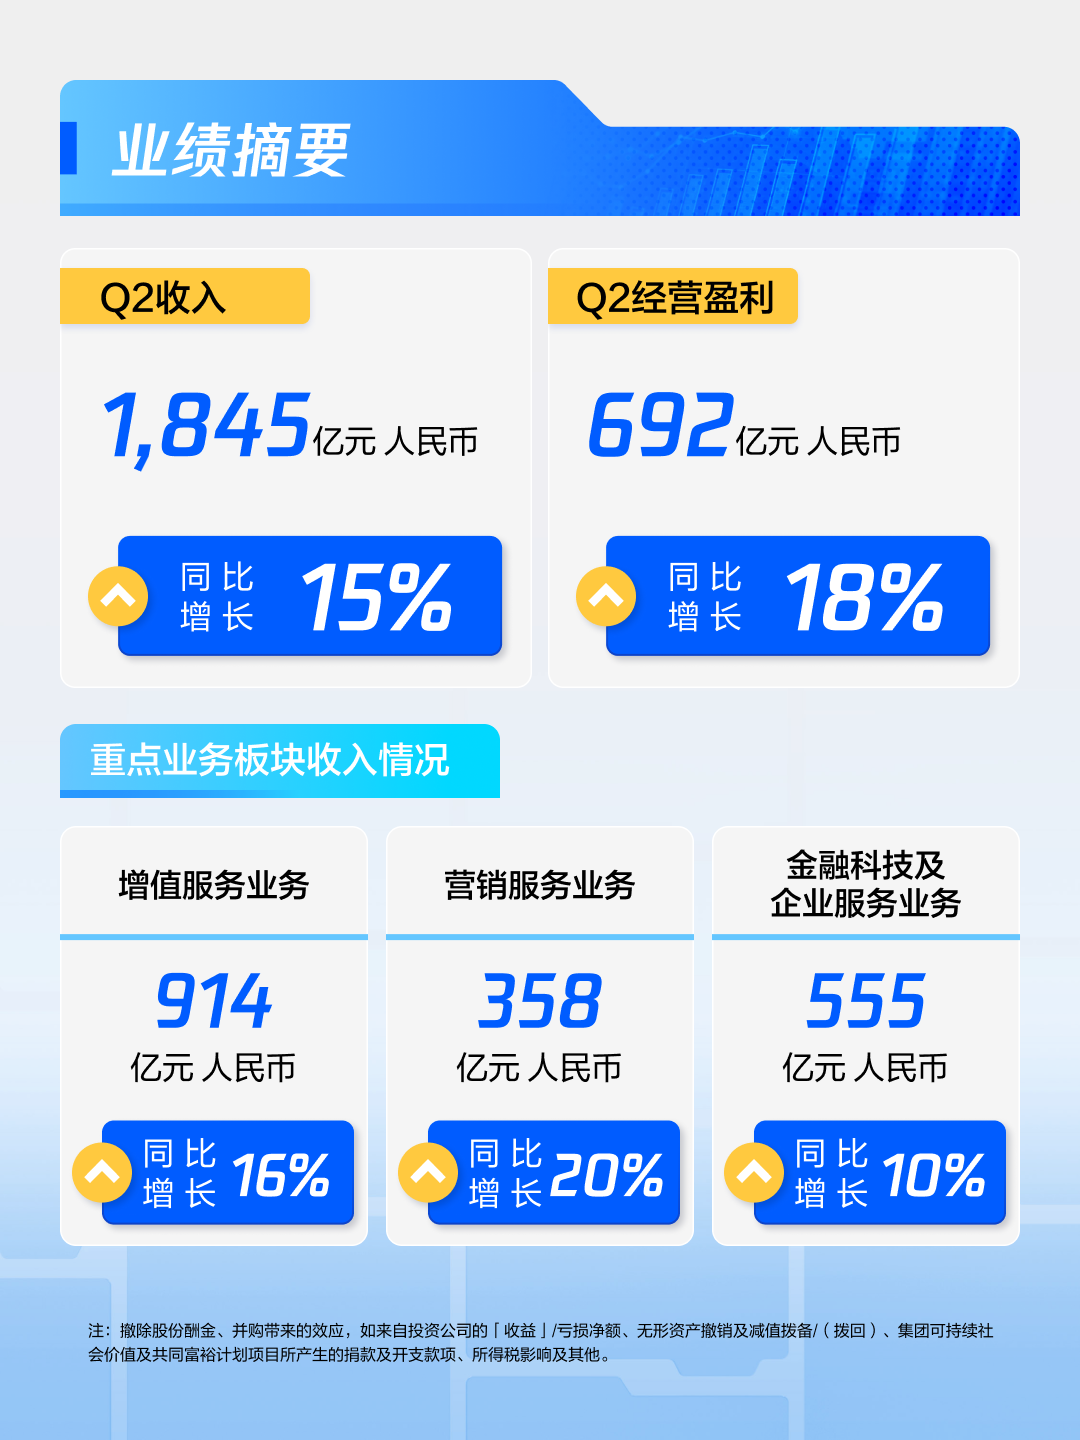 业绩摘要
Q2收入
1,845亿元 人民币
同比
增长
15%
Q2经营盈利
692亿元 人民币
同比
增长
18%
重点业务板块收入情况
增值服务业务
914
亿元 人民币
同比
增长
16%
营销服务业务
358
亿元 人民币
同比
增长
20%
金融科技及
企业服务业务
555
亿元 人民币
同比
增长
10%
注：撤除股份酬金、并购带来的效应，如来自投资公司的「收益」/亏损净额、无形资产撤销及减值拨备/（拨回）、集团可持续社
会价值及共同富裕计划项目所产生的捐款及开支款项、所得税影响及其他。